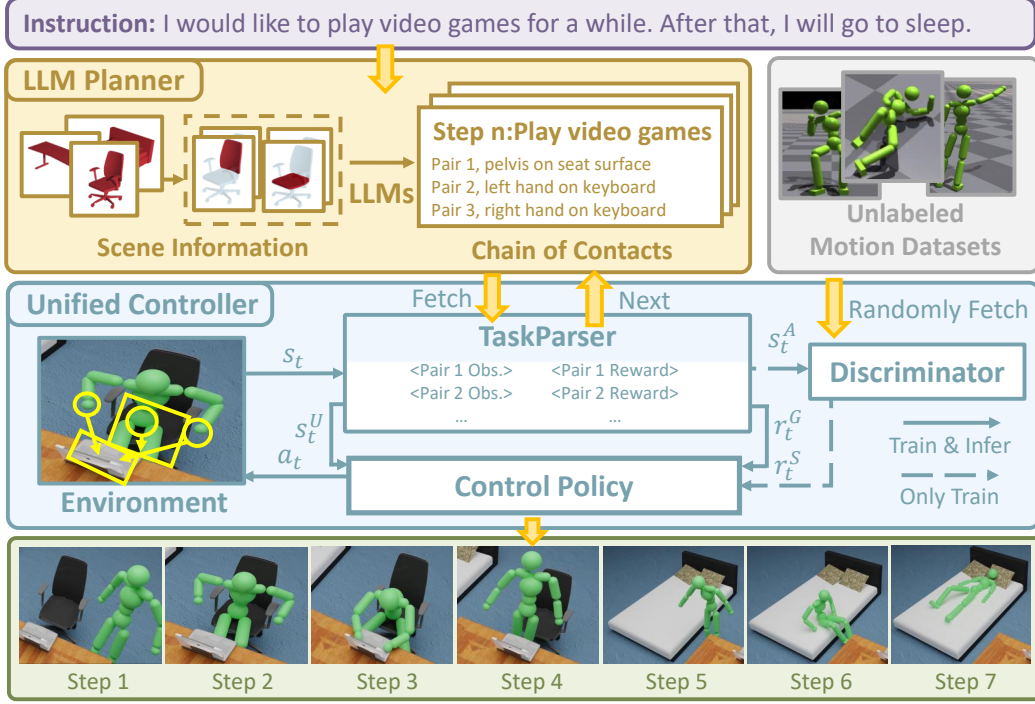 Instruction: I would like to play video games for a while. After that, I will go to sleep.
LLM Planner
Scene Information
LLMs
Step n:Play video games
Pair 1, pelvis on seat surface
Pair 2, left hand on keyboard
Pair 3, right hand on keyboard
Chain of Contacts
Unlabeled
Motion Datasets
Unified Controller
Fetch
Next
Randomly Fetch
TaskParser
<Pair 1 Obs.> <Pair 1 Reward>
<Pair 2 Obs.> <Pair 2 Reward>
... ...
s_t
s_t^A
Discriminator
s_t^U
a_t
r_t^G
r_t^S
Environment
Control Policy
Train & Infer
Only Train
Step 1
Step 2
Step 3
Step 4
Step 5
Step 6
Step 7